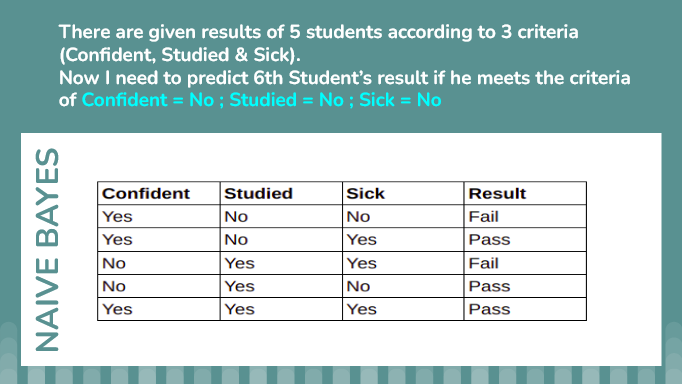 There are given results of 5 students according to 3 criteria
(Confident, Studied & Sick).
Now I need to predict 6th Student's result if he meets the criteria
of Confident = No ; Studied = No ; Sick = No
NAIVE BAYES
Confident Studied Sick Result
Yes No No Fail
Yes No Yes Pass
No Yes Yes Fail
No Yes No Pass
Yes Yes Yes Pass